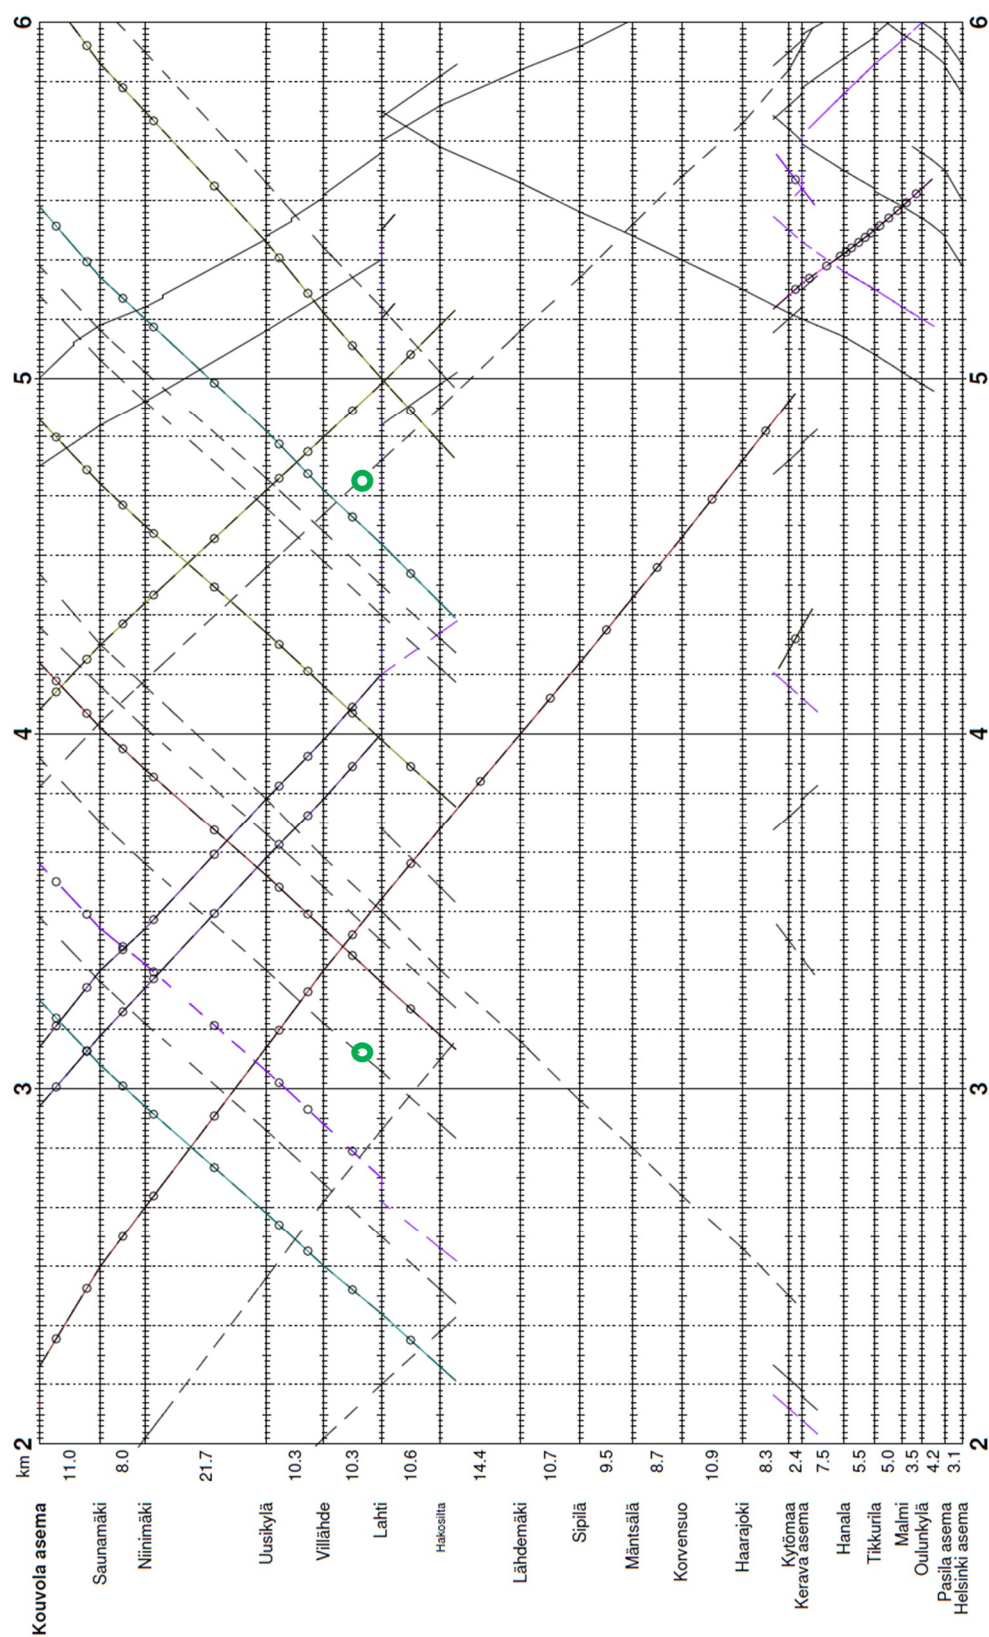 6
6
5
5
4
4
3
3
km 2
2
11.0
8.0
21.7
10.3
10.3
10.6
14.4
10.7
9.5
8.7
10.9
8.3
2.4
7.5
5.5
5.0
3.5
4.2
3.1
Kouvola asema
Saunamäki
Niinimäki
Uusikylä
Villähde
Lahti
Hakosilta
Lähdemäki
Sipilä
Mäntsälä
Korvensuo
Haarajoki
Kytömaa
Kerava asema
Hanala
Tikkurila
Malmi
Oulunkylä
Pasila asema
Helsinki asema